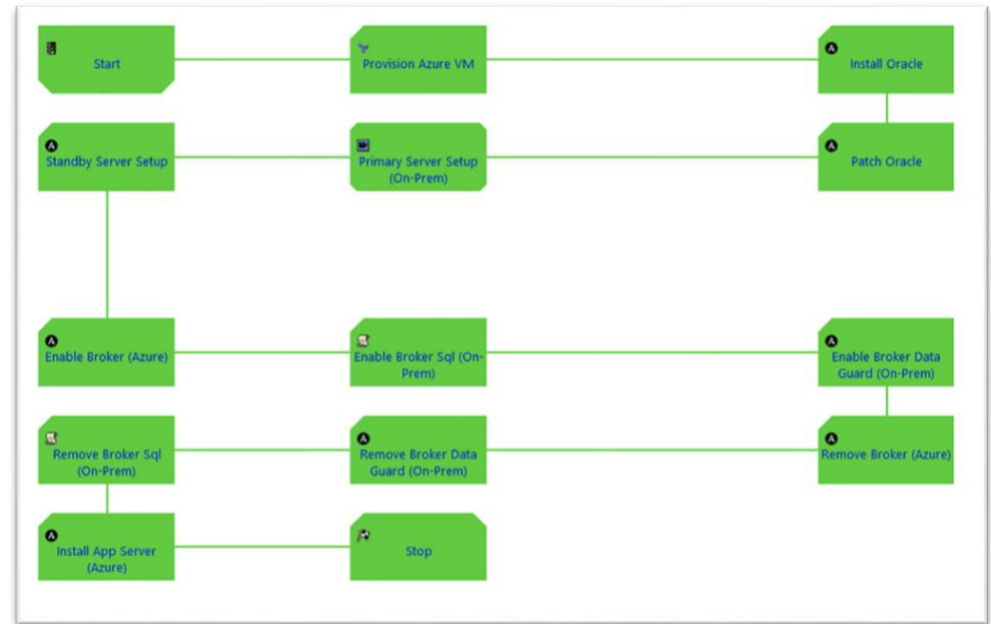 Start
Provision Azure VM
Install Oracle
Standby Server Setup
Primary Server Setup
(On-Prem)
Patch Oracle
Enable Broker (Azure)
Enable Broker Sql (On-
Prem)
Enable Broker Data
Guard (On-Prem)
Remove Broker Sql
(On-Prem)
Remove Broker Data
Guard (On-Prem)
Remove Broker (Azure)
Install App Server
(Azure)
Stop